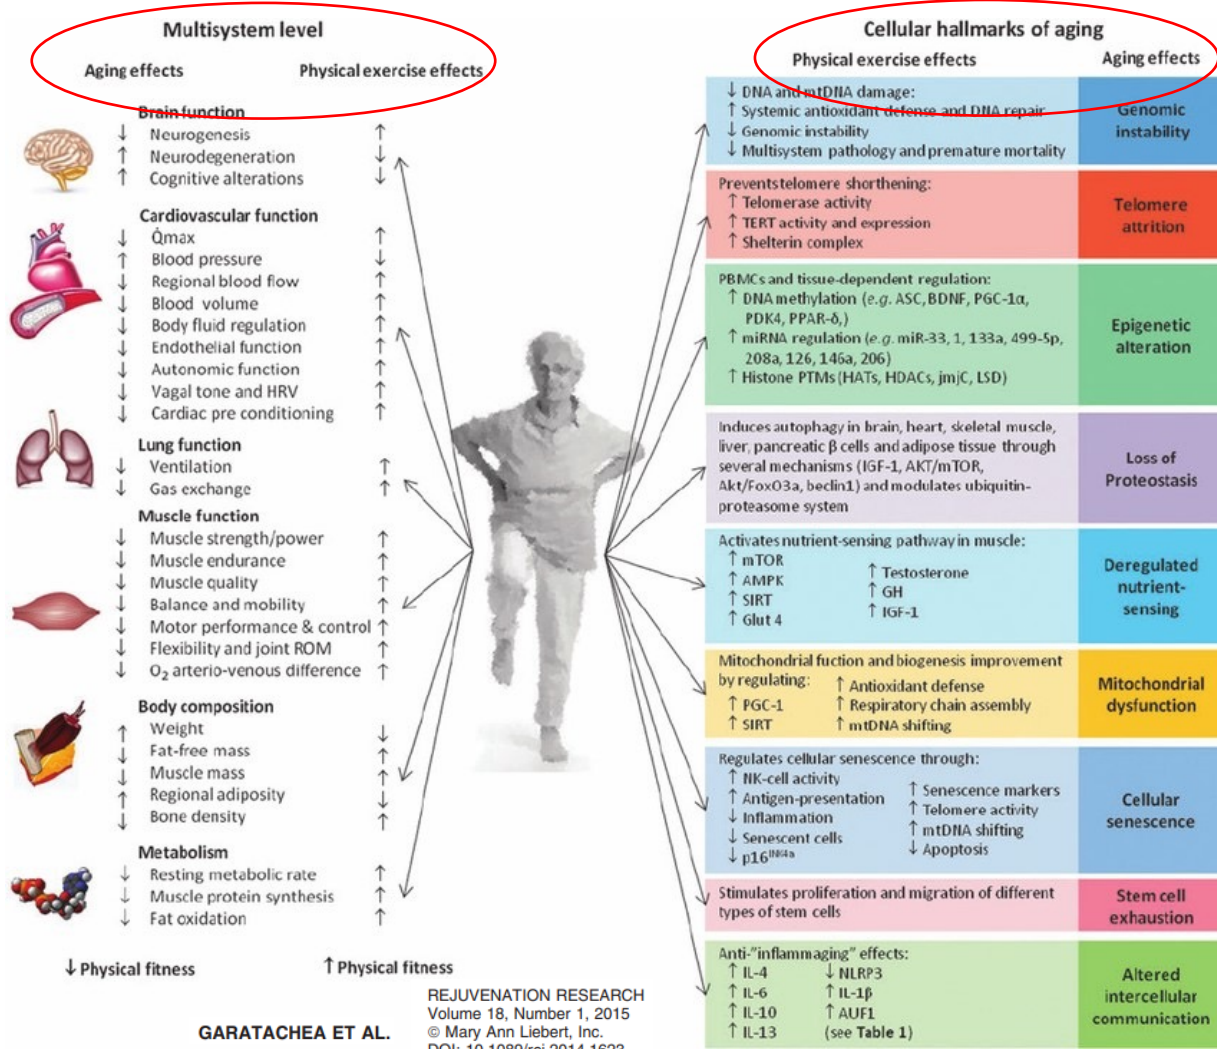 Multisystem level
Aging effects
Physical exercise effects
Brain function
↓ Neurogenesis ↑
↑ Neurodegeneration ↓
↑ Cognitive alterations ↓
Cardiovascular function
↓ Q̇max ↑
↑ Blood pressure ↓
↓ Regional blood flow ↑
↓ Blood volume ↑
↓ Body fluid regulation ↑
↓ Endothelial function ↑
↓ Autonomic function ↑
↓ Vagal tone and HRV ↑
↓ Cardiac pre conditioning ↑
Lung function
↓ Ventilation ↑
↓ Gas exchange ↑
Muscle function
↓ Muscle strength/power ↑
↓ Muscle endurance ↑
↓ Muscle quality ↑
↓ Balance and mobility ↑
↓ Motor performance & control ↑
↓ Flexibility and joint ROM ↑
↓ O₂ arterio-venous difference ↑
Body composition
↑ Weight ↓
↓ Fat-free mass ↑
↓ Muscle mass ↑
↑ Regional adiposity ↓
↓ Bone density ↑
Metabolism
↓ Resting metabolic rate ↑
↓ Muscle protein synthesis ↑
↓ Fat oxidation ↑
↓ Physical fitness
↑ Physical fitness
GARATACHEA ET AL.
REJUVENATION RESEARCH
Volume 18, Number 1, 2015
© Mary Ann Liebert, Inc.
DOI: 10.1089/rej.2014.1623
Cellular hallmarks of aging
Physical exercise effects
Aging effects
↓ DNA and mtDNA damage:
↑ Systemic antioxidant defense and DNA repair
↓ Genomic instability
↓ Multisystem pathology and premature mortality
Genomic
instability
Prevents telomere shorthening:
↑ Telomerase activity
↑ TERT activity and expression
↑ Shelterin complex
Telomere
attrition
PBMCs and tissue-dependent regulation:
↑ DNA methylation (e.g. ASC, BDNF, PGC-1α,
PDK4, PPAR-δ,)
↑ miRNA regulation (e.g. miR-33, 1, 133a, 499-5p,
208a, 126, 146a, 206)
↑ Histone PTMs (HATs, HDACs, jmjC, LSD)
Epigenetic
alteration
Induces autophagy in brain, heart, skeletal muscle,
liver, pancreatic β cells and adipose tissue through
several mechanisms (IGF-1, AKT/mTOR,
Akt/FoxO3a, beclin1) and modulates ubiquitin-
proteasome system
Loss of
Proteostasis
Activates nutrient-sensing pathway in muscle:
↑ mTOR
↑ AMPK
↑ SIRT
↑ Glut 4
↑ Testosterone
↑ GH
↑ IGF-1
Deregulated
nutrient-
sensing
Mitochondrial fuction and biogenesis improvement
by regulating:
↑ PGC-1
↑ SIRT
↑ Antioxidant defense
↑ Respiratory chain assembly
↑ mtDNA shifting
Mitochondrial
dysfunction
Regulates cellular senescence through:
↑ NK-cell activity
↑ Antigen-presentation
↓ Inflammation
↓ Senescent cells
↓ p16^INK4a
↑ Senescence markers
↑ Telomere activity
↑ mtDNA shifting
↓ Apoptosis
Cellular
senescence
Stimulates proliferation and migration of different
types of stem cells
Stem cell
exhaustion
Anti-"inflammaging" effects:
↑ IL-4
↑ IL-6
↑ IL-10
↑ IL-13
↓ NLRP3
↑ IL-1β
↑ AUF1
(see Table 1)
Altered
intercellular
communication